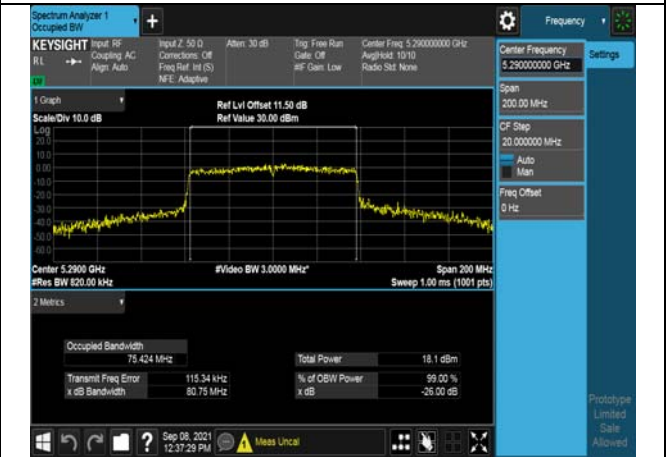 Spectrum Analyzer 1
Occupied BW
+
Frequency
KEYSIGHT
Input: RF
Input Z: 50 Ω
Atten: 30 dB
Trig: Free Run
Center Freq: 5.290000000 GHz
RL
Coupling: AC
Corrections: Off
Gate: Off
Avg|Hold: 10/10
Align: Auto
Freq Ref: Int (S)
#IF Gain: Low
Radio Std: None
NFE: Adaptive
Center Frequency
5.290000000 GHz
Settings
Span
200.00 MHz
CF Step
20.000000 MHz
Auto
Man
Freq Offset
0 Hz
1 Graph
Scale/Div 10.0 dB
Ref Lvl Offset 11.50 dB
Ref Value 30.00 dBm
Log
20.0
10.0
0.00
-10.0
-20.0
-30.0
-40.0
-50.0
-60.0
Center 5.2900 GHz
#Video BW 3.0000 MHz*
Span 200 MHz
#Res BW 820.00 kHz
Sweep 1.00 ms (1001 pts)
2 Metrics
Occupied Bandwidth
75.424 MHz
Total Power
18.1 dBm
Transmit Freq Error
115.34 kHz
% of OBW Power
99.00 %
x dB Bandwidth
80.75 MHz
x dB
-26.00 dB
Prototype
Limited
Sale
Allowed
?
Sep 08, 2021
12:37:29 PM
Meas Uncal